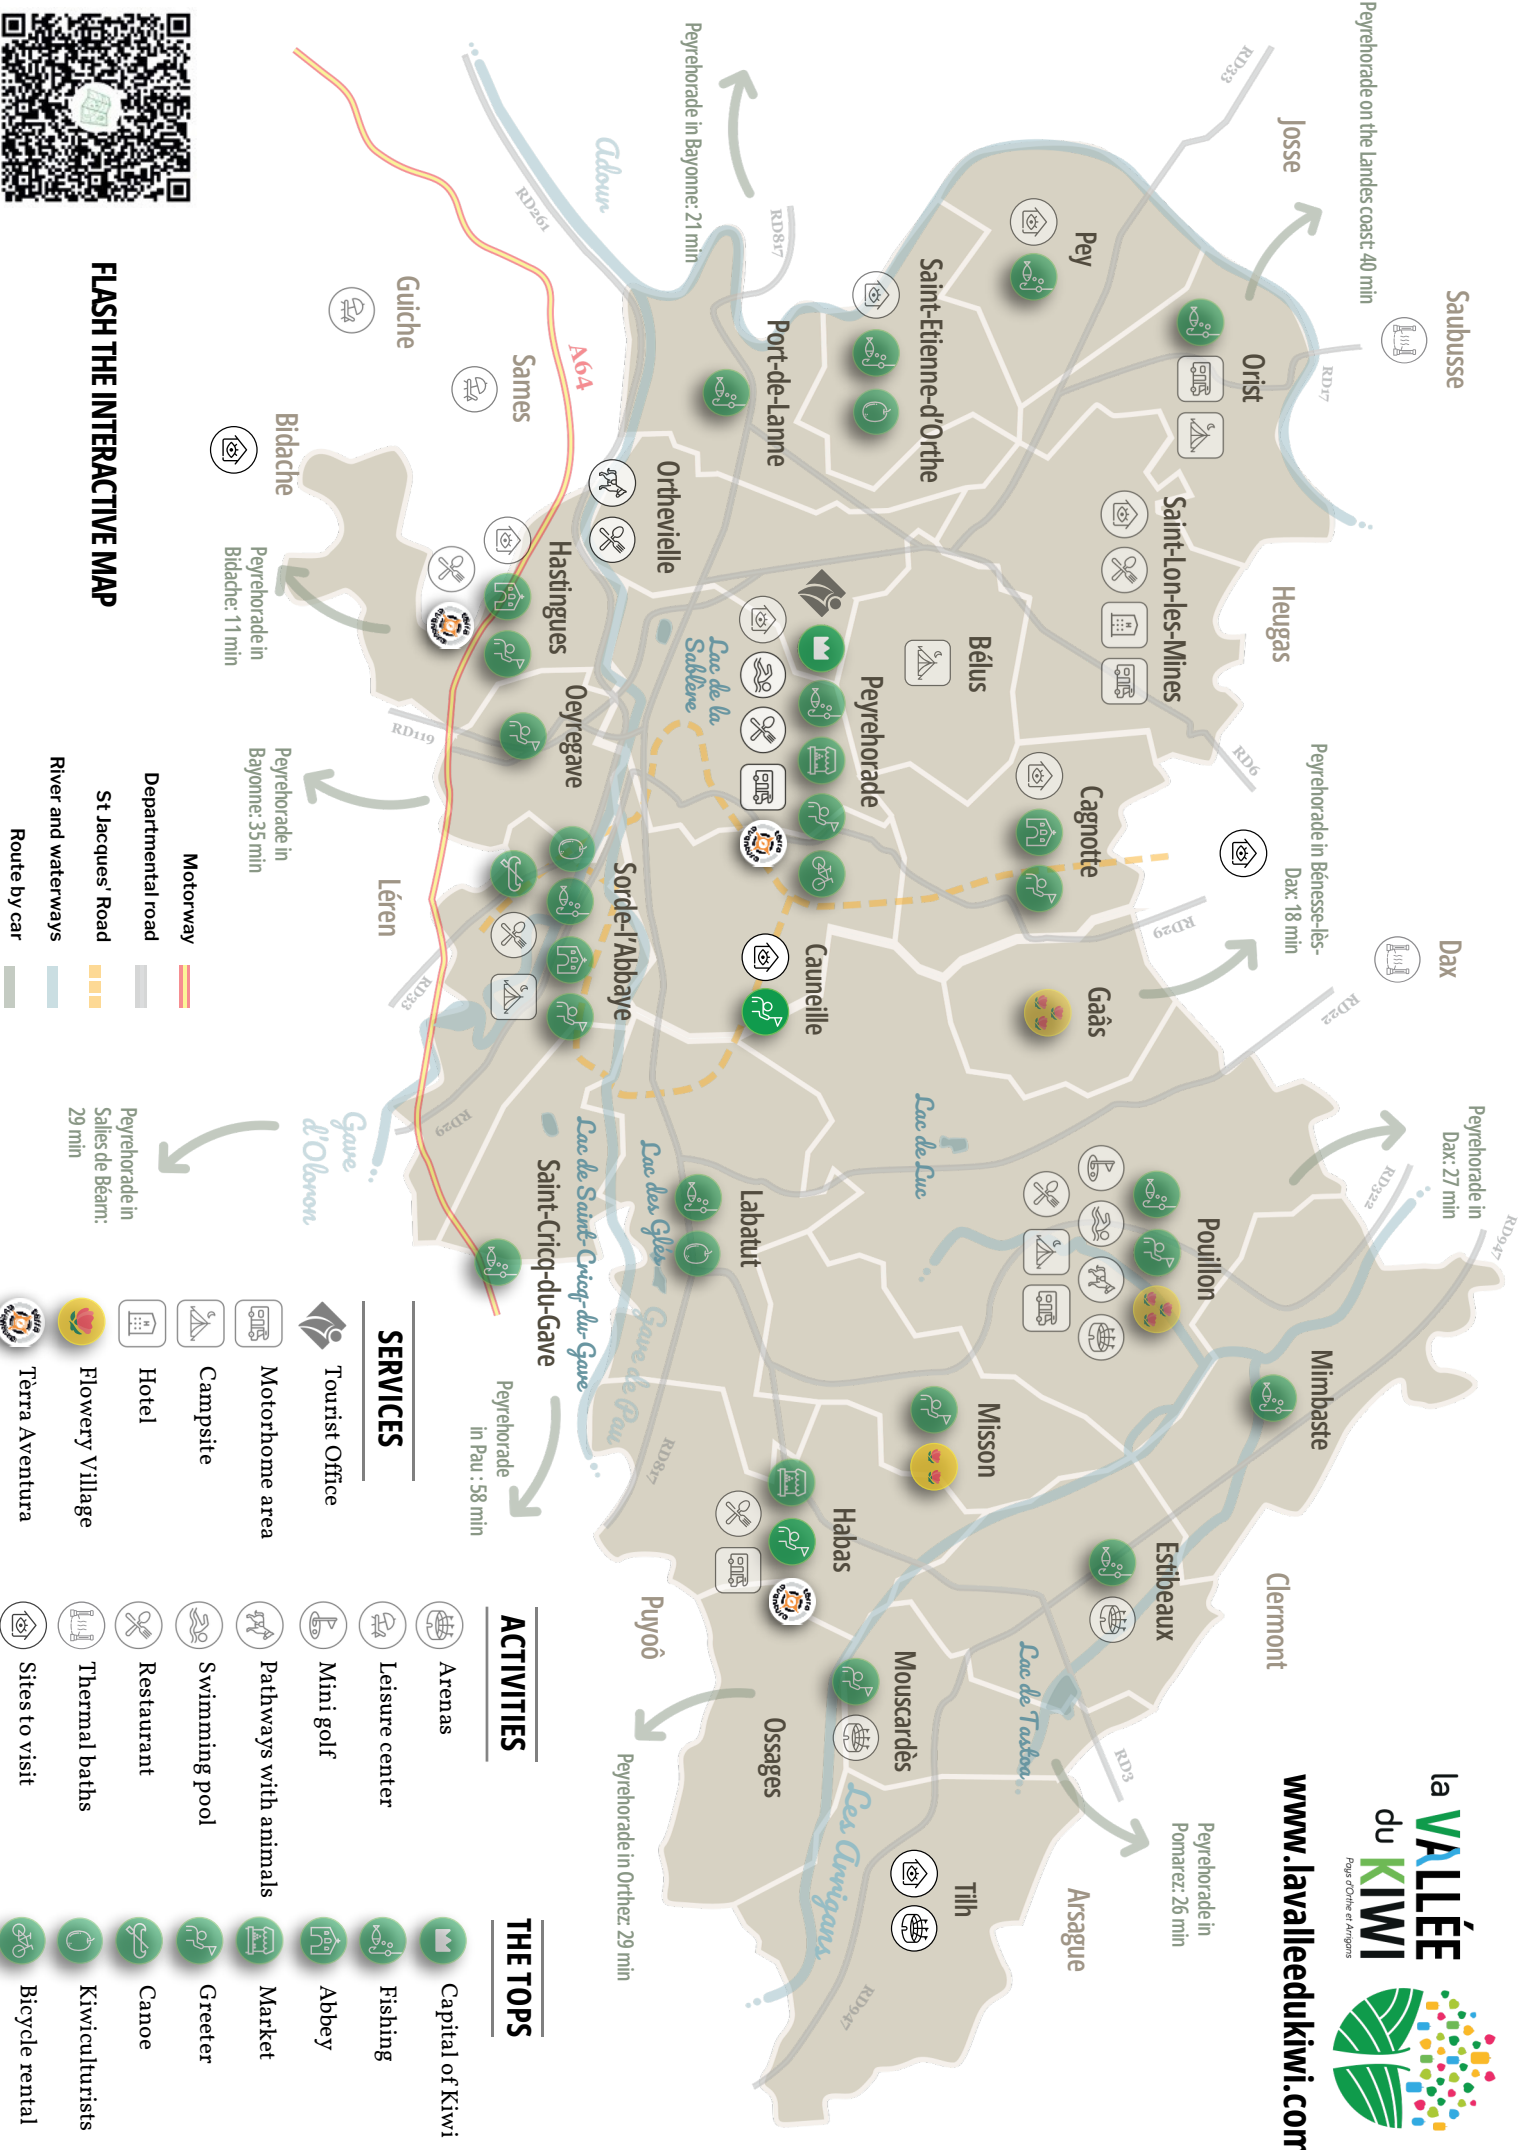 la VALLÉE
du KIWI
Pays d'Orthe et Arrigans
www.lavalleedukiwi.com
Peyrehorade on the Landes coast: 40 min
Saubusse
Josse
RD33
RD17
Dax
Heugas
Peyrehorade in Bénesse-lès-
Dax: 18 min
RD6
RD29
RD22
Peyrehorade in
Dax: 27 min
RD322
RD947
Orist
Pey
Saint-Lon-les-Mines
Cagnotte
Gaâs
Bélus
Pouillon
Mimbaste
Clermont
Estibeaux
Misson
Lac de Luc
Saint-Etienne-d'Orthe
Port-de-Lanne
RD817
Peyrehorade in Bayonne: 21 min
Adour
RD261
Orthevielle
Peyrehorade
Lac de la
Sablère
Cauneille
Labatut
Lac des Glés
Gave de Pau
Habas
RD817
Mouscardès
Lac de Tastoa
RD3
Peyrehorade in
Pomarez: 26 min
Arsague
Tilh
Ossages
Les Arrigans
RD947
Puyoô
Peyrehorade in Orthez: 29 min
A64
Guiche
Sames
Bidache
Hastingues
Oeyregave
RD119
Sorde-l'Abbaye
Léren
RD33
RD29
Lac de Saint-Cricq-du-Gave
Saint-Cricq-du-Gave
Gave
d'Oloron
Peyrehorade
in Pau : 58 min
Peyrehorade in
Bidache: 11 min
Peyrehorade in
Bayonne: 35 min
Peyrehorade in
Salies de Béarn:
29 min
FLASH THE INTERACTIVE MAP
Motorway
Departmental road
St Jacques' Road
River and waterways
Route by car
SERVICES
Tourist Office
Motorhome area
Campsite
Hotel
Flowery Village
Tèrra Aventura
ACTIVITIES
Arenas
Leisure center
Mini golf
Pathways with animals
Swimming pool
Restaurant
Thermal baths
Sites to visit
THE TOPS
Capital of Kiwi
Fishing
Abbey
Market
Greeter
Canoe
Kiwiculturists
Bicycle rental